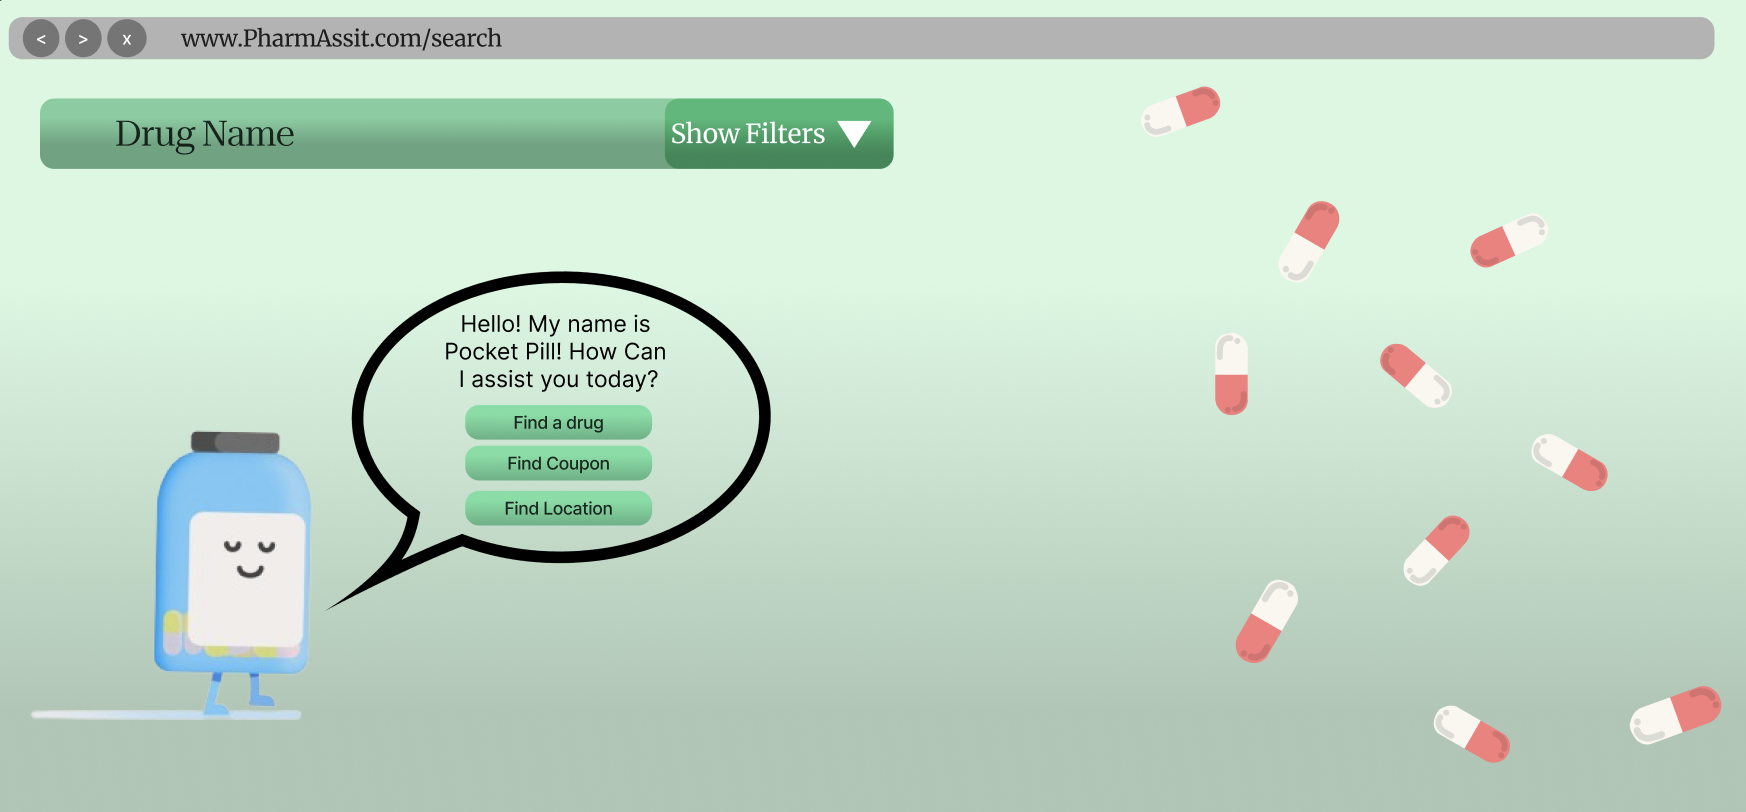 < > x www.PharmAssit.com/search
Drug Name Show Filters
Hello! My name is
Pocket Pill! How Can
I assist you today?
Find a drug
Find Coupon
Find Location